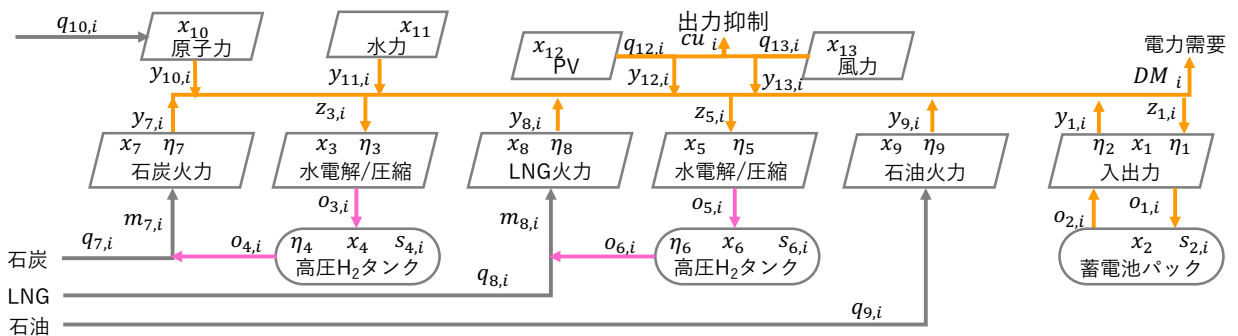 q₁₀,ᵢ
x₁₀
原子力
x₁₁
水力
x₁₂
PV
q₁₂,ᵢ
出力抑制
cu ᵢ
q₁₃,ᵢ
x₁₃
風力
電力需要
DM ᵢ
y₁₀,ᵢ
y₁₁,ᵢ
y₁₂,ᵢ
y₁₃,ᵢ
y₇,ᵢ
z₃,ᵢ
y₈,ᵢ
z₅,ᵢ
y₉,ᵢ
y₁,ᵢ
z₁,ᵢ
x₇ η₇
石炭火力
x₃ η₃
水電解/圧縮
x₈ η₈
LNG火力
x₅ η₅
水電解/圧縮
x₉ η₉
石油火力
η₂ x₁ η₁
入出力
m₇,ᵢ
o₃,ᵢ
m₈,ᵢ
o₅,ᵢ
o₂,ᵢ
o₁,ᵢ
石炭
q₇,ᵢ
o₄,ᵢ
η₄ x₄ s₄,ᵢ
高圧H₂タンク
o₆,ᵢ
η₆ x₆ s₆,ᵢ
高圧H₂タンク
x₂ s₂,ᵢ
蓄電池パック
LNG
q₈,ᵢ
石油
q₉,ᵢ